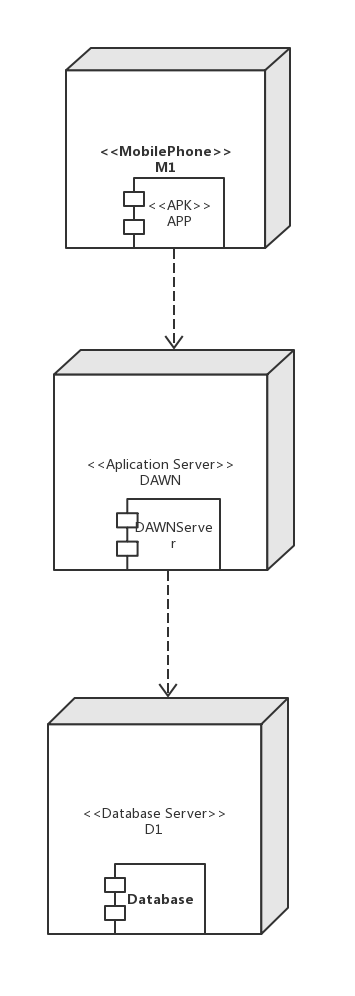 <<MobilePhone>>
M1
<<APK>>
APP
<<Aplication Server>>
DAWN
DAWNServe
r
<<Database Server>>
D1
Database